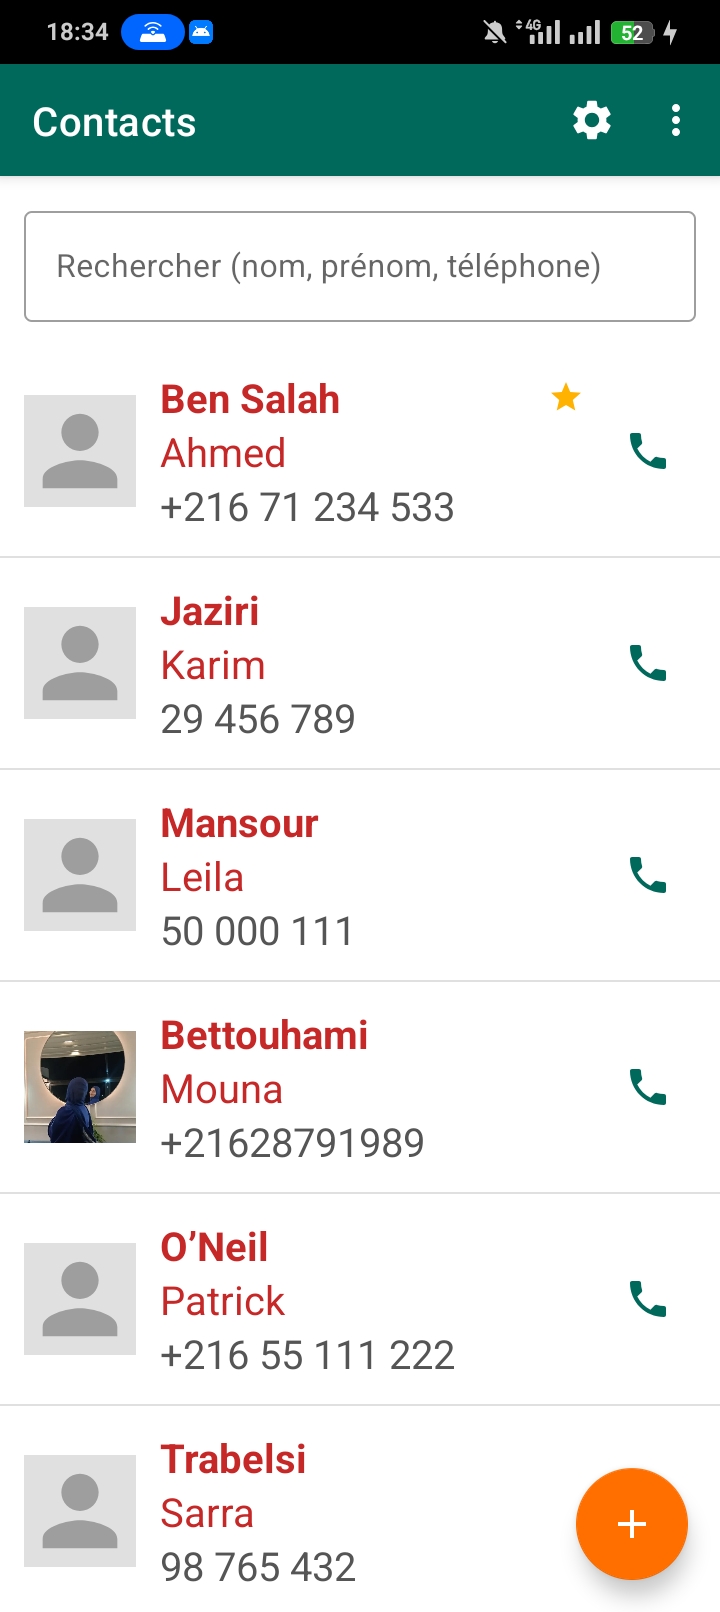 18:34
4G
52
Contacts
Rechercher (nom, prénom, téléphone)
Ben Salah
Ahmed
+216 71 234 533
Jaziri
Karim
29 456 789
Mansour
Leila
50 000 111
Bettouhami
Mouna
+21628791989
O’Neil
Patrick
+216 55 111 222
Trabelsi
Sarra
98 765 432